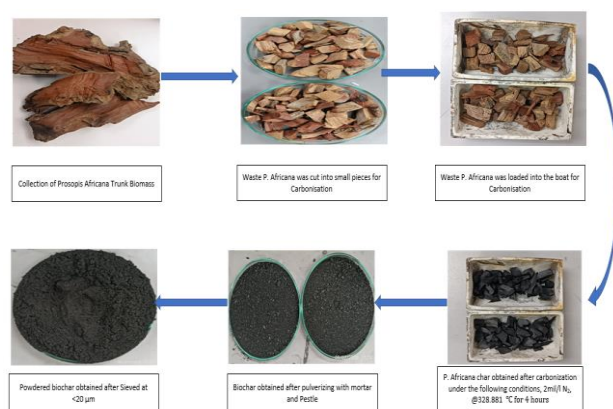 Collection of Prosopis Africana Trunk Biomass
Waste P. Africana was cut into small pieces for
Carbonisation
Waste P. Africana was loaded into the boat for
Carbonisation
Powdered biochar obtained after Sieved at
<20 μm
Biochar obtained after pulverizing with mortar
and Pestle
P. Africana char obtained after carbonization
under the following conditions, 2mil/l N₂,
@328.881 °C for 4 hours